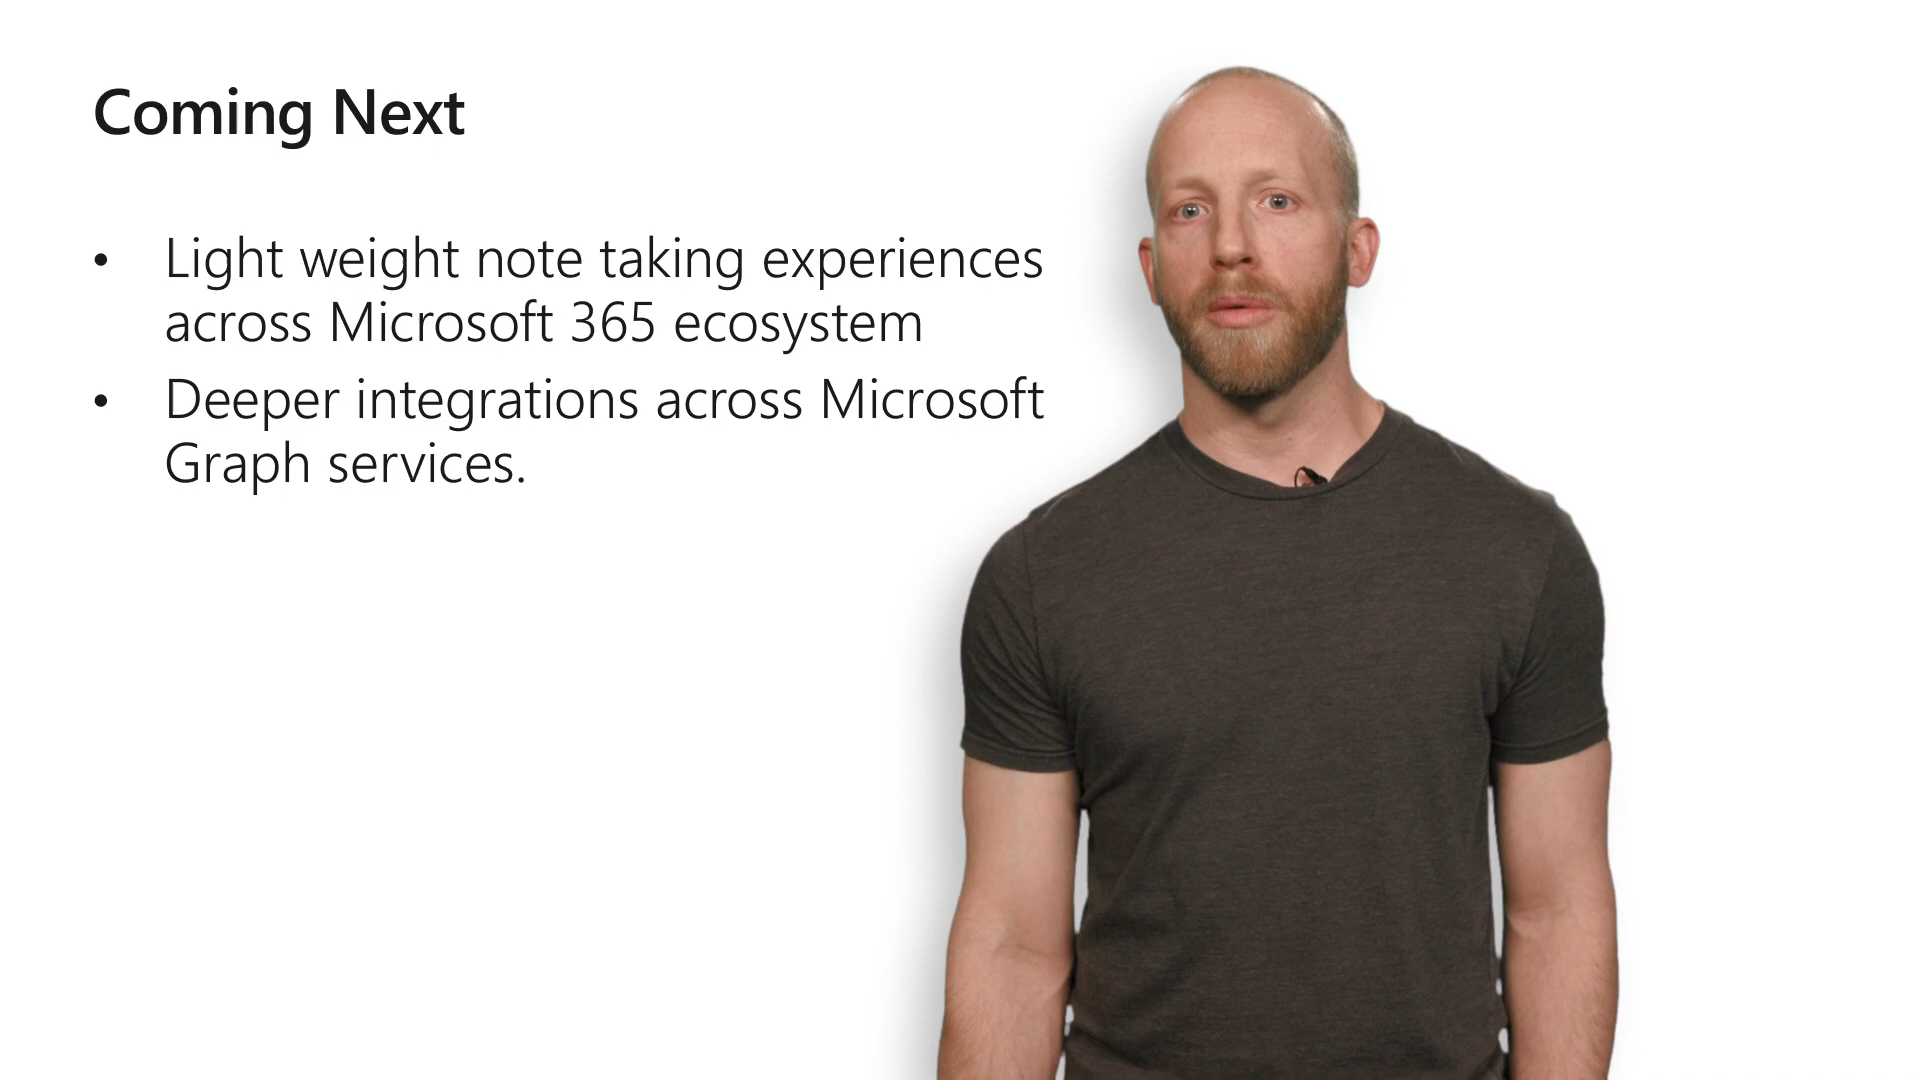 Coming Next
• Light weight note taking experiences
across Microsoft 365 ecosystem
• Deeper integrations across Microsoft
Graph services.